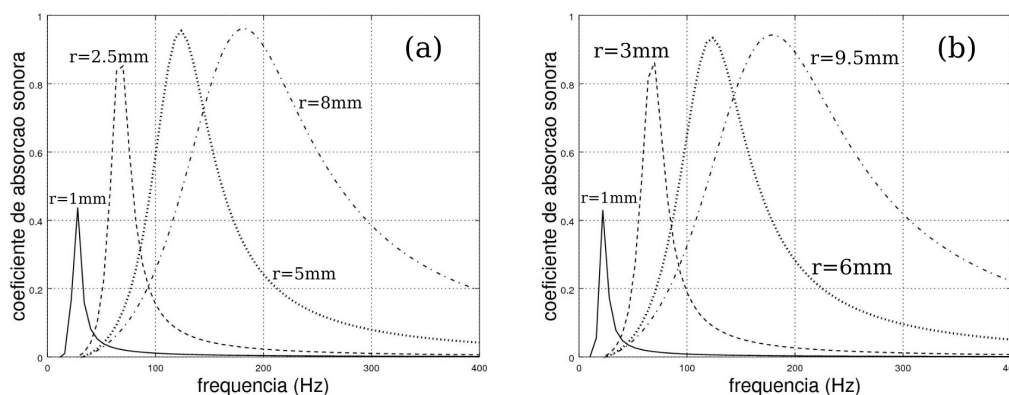 coeficiente de absorcao sonora
1
0.8
0.6
0.4
0.2
0
(a)
r=2.5mm
r=8mm
r=1mm
r=5mm
0 100 200 300 400
frequencia (Hz)
coeficiente de absorcao sonora
1
0.8
0.6
0.4
0.2
0
(b)
r=3mm
r=9.5mm
r=1mm
r=6mm
0 100 200 300 400
frequencia (Hz)